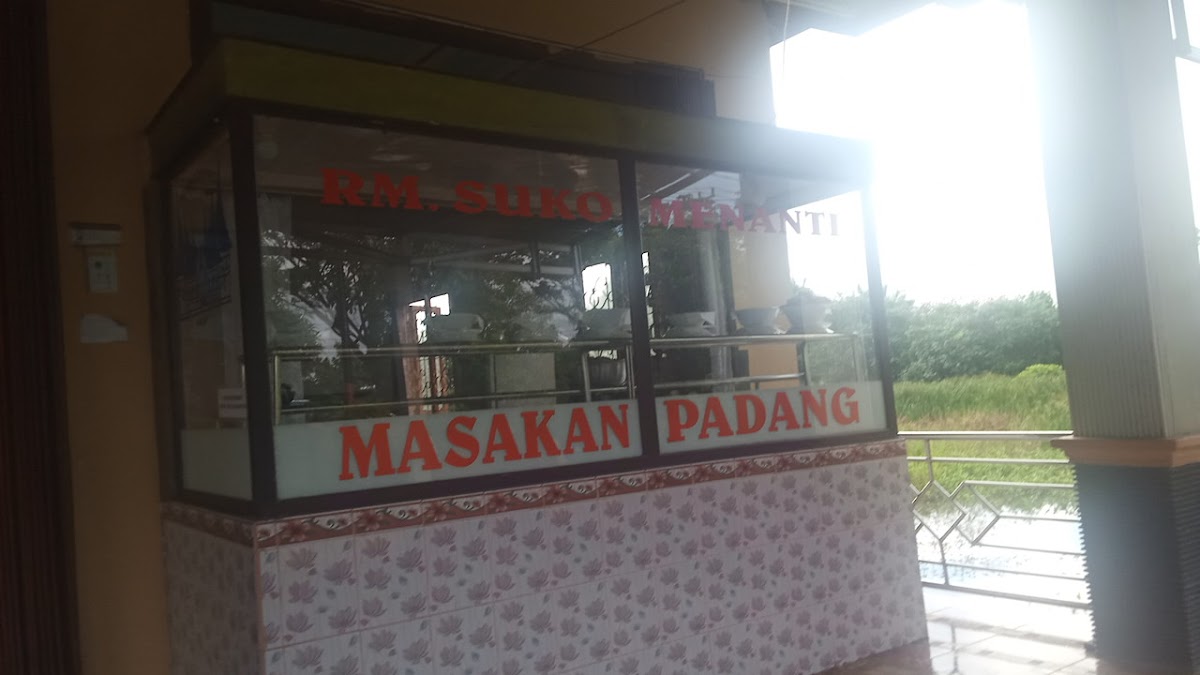 RM. SUKO MENANTI
MASAKAN PADANG